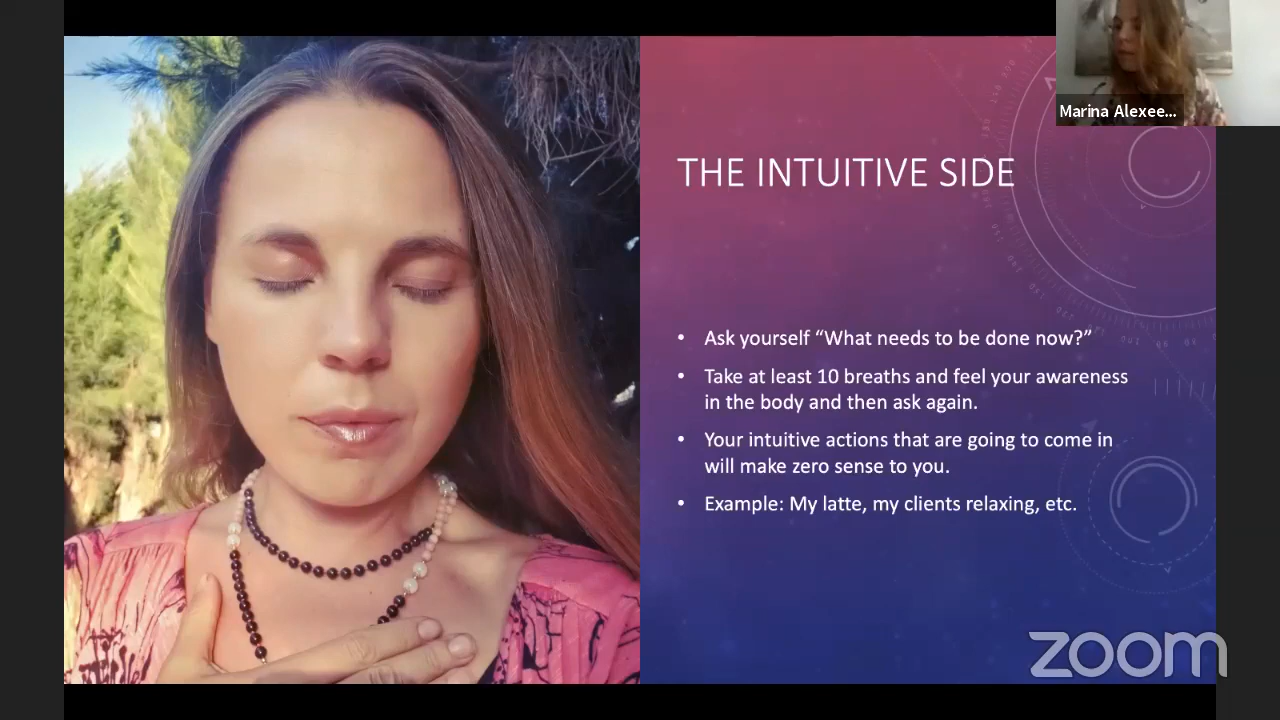 Marina Alexee...
THE INTUITIVE SIDE
• Ask yourself “What needs to be done now?”
• Take at least 10 breaths and feel your awareness
in the body and then ask again.
• Your intuitive actions that are going to come in
will make zero sense to you.
• Example: My latte, my clients relaxing, etc.
zoom